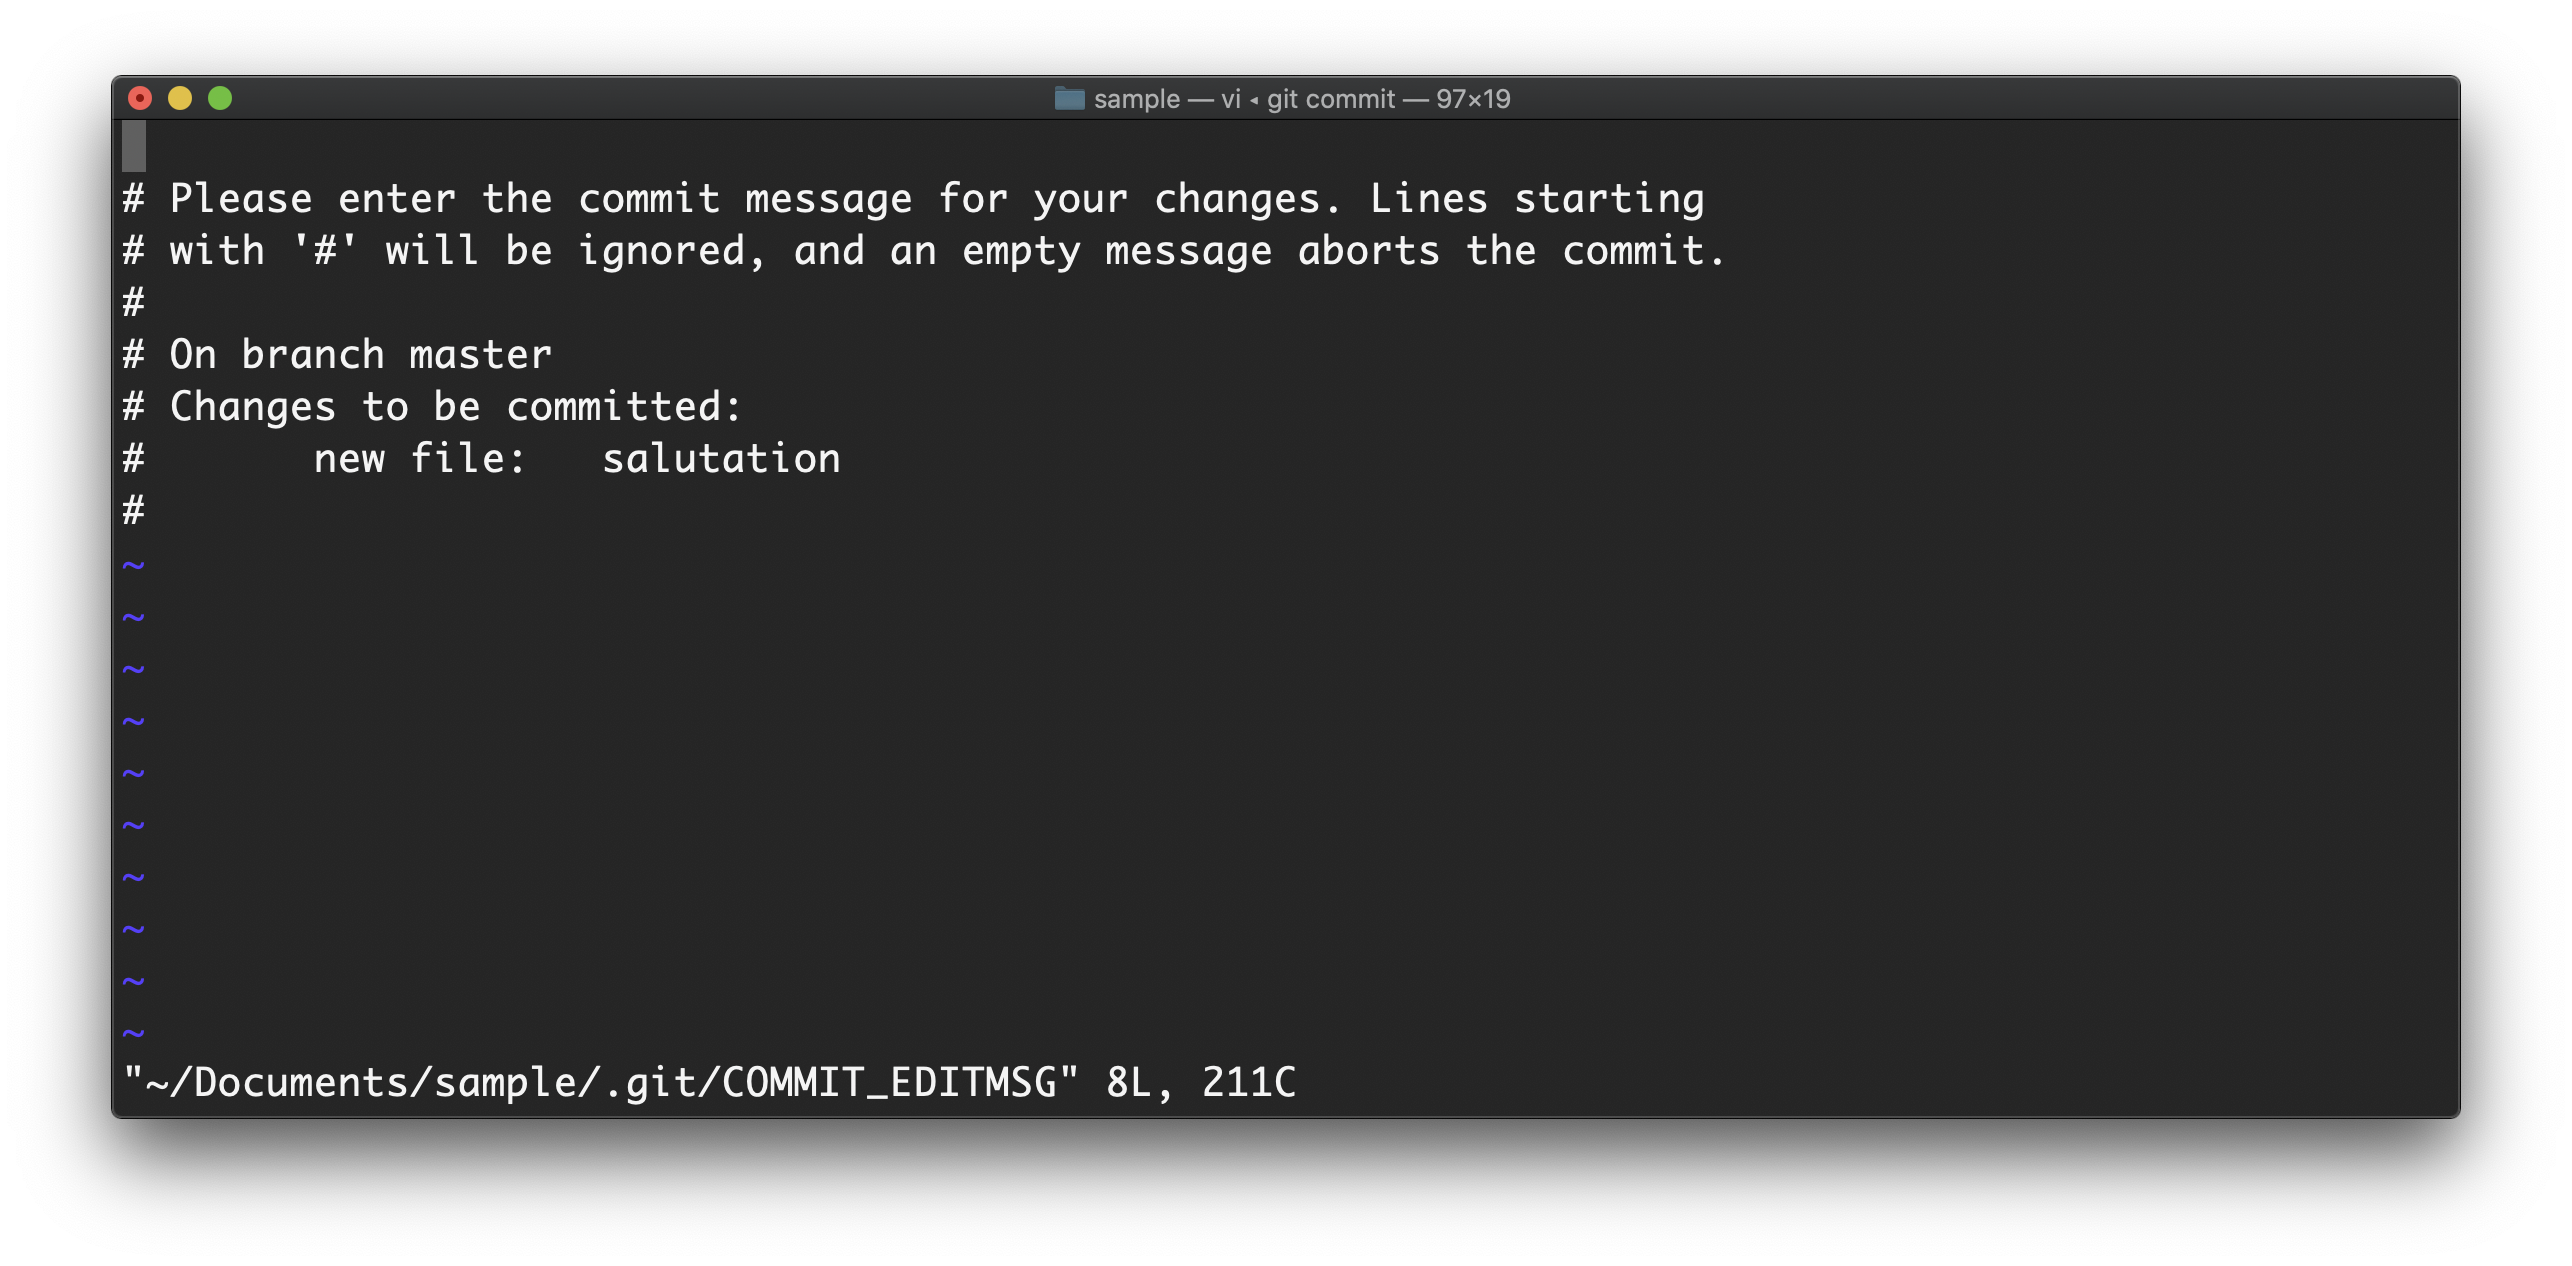 sample — vi ◂ git commit — 97×19
# Please enter the commit message for your changes. Lines starting
# with '#' will be ignored, and an empty message aborts the commit.
#
# On branch master
# Changes to be committed:
#       new file:   salutation
#
~
~
~
~
~
~
~
~
~
~
"~/Documents/sample/.git/COMMIT_EDITMSG" 8L, 211C